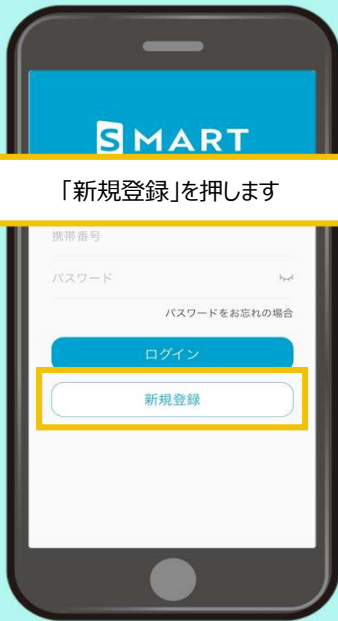 SMART
「新規登録」を押します
携帯番号
パスワード
パスワードをお忘れの場合
ログイン
新規登録